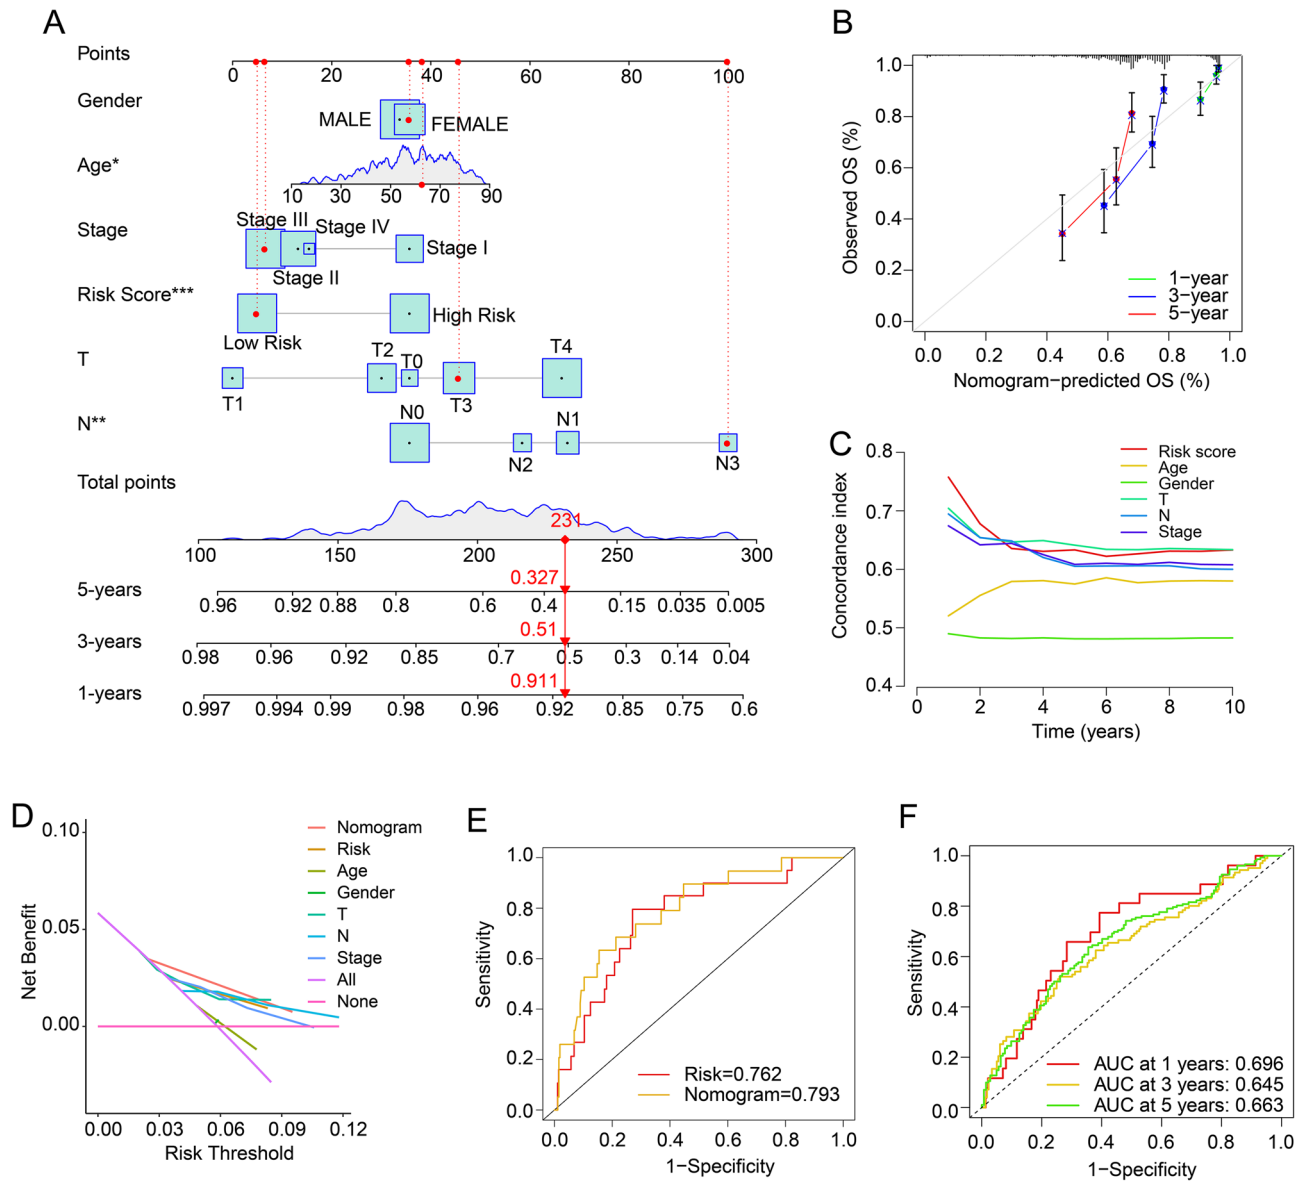 A
Points
0 20 40 60 80 100
Gender
MALE FEMALE
Age*
10 30 50 70 90
Stage
Stage III
Stage IV
Stage I
Stage II
Risk Score***
High Risk
Low Risk
T
T2 T0 T4
T1 T3
N**
N0 N1
N2 N3
Total points
231
100 150 200 250 300
5-years
0.327
0.96 0.92 0.88 0.8 0.6 0.4 0.15 0.035 0.005
3-years
0.51
0.98 0.96 0.92 0.85 0.7 0.5 0.3 0.14 0.04
1-years
0.911
0.997 0.994 0.99 0.98 0.96 0.92 0.85 0.75 0.6
B
Observed OS (%)
1.0
0.8
0.6
0.4
0.2
0.0
1−year
3−year
5−year
0.0 0.2 0.4 0.6 0.8 1.0
Nomogram−predicted OS (%)
C
Concordance index
0.8
0.7
0.6
0.5
0.4
Risk score
Age
Gender
T
N
Stage
0 2 4 6 8 10
Time (years)
D
Net Benefit
0.10
0.05
0.00
Nomogram
Risk
Age
Gender
T
N
Stage
All
None
0.00 0.03 0.06 0.09 0.12
Risk Threshold
E
Sensitivity
1.0
0.8
0.6
0.4
0.2
0.0
Risk=0.762
Nomogram=0.793
0.0 0.2 0.4 0.6 0.8 1.0
1−Specificity
F
Sensitivity
1.0
0.8
0.6
0.4
0.2
0.0
AUC at 1 years: 0.696
AUC at 3 years: 0.645
AUC at 5 years: 0.663
0.0 0.2 0.4 0.6 0.8 1.0
1−Specificity